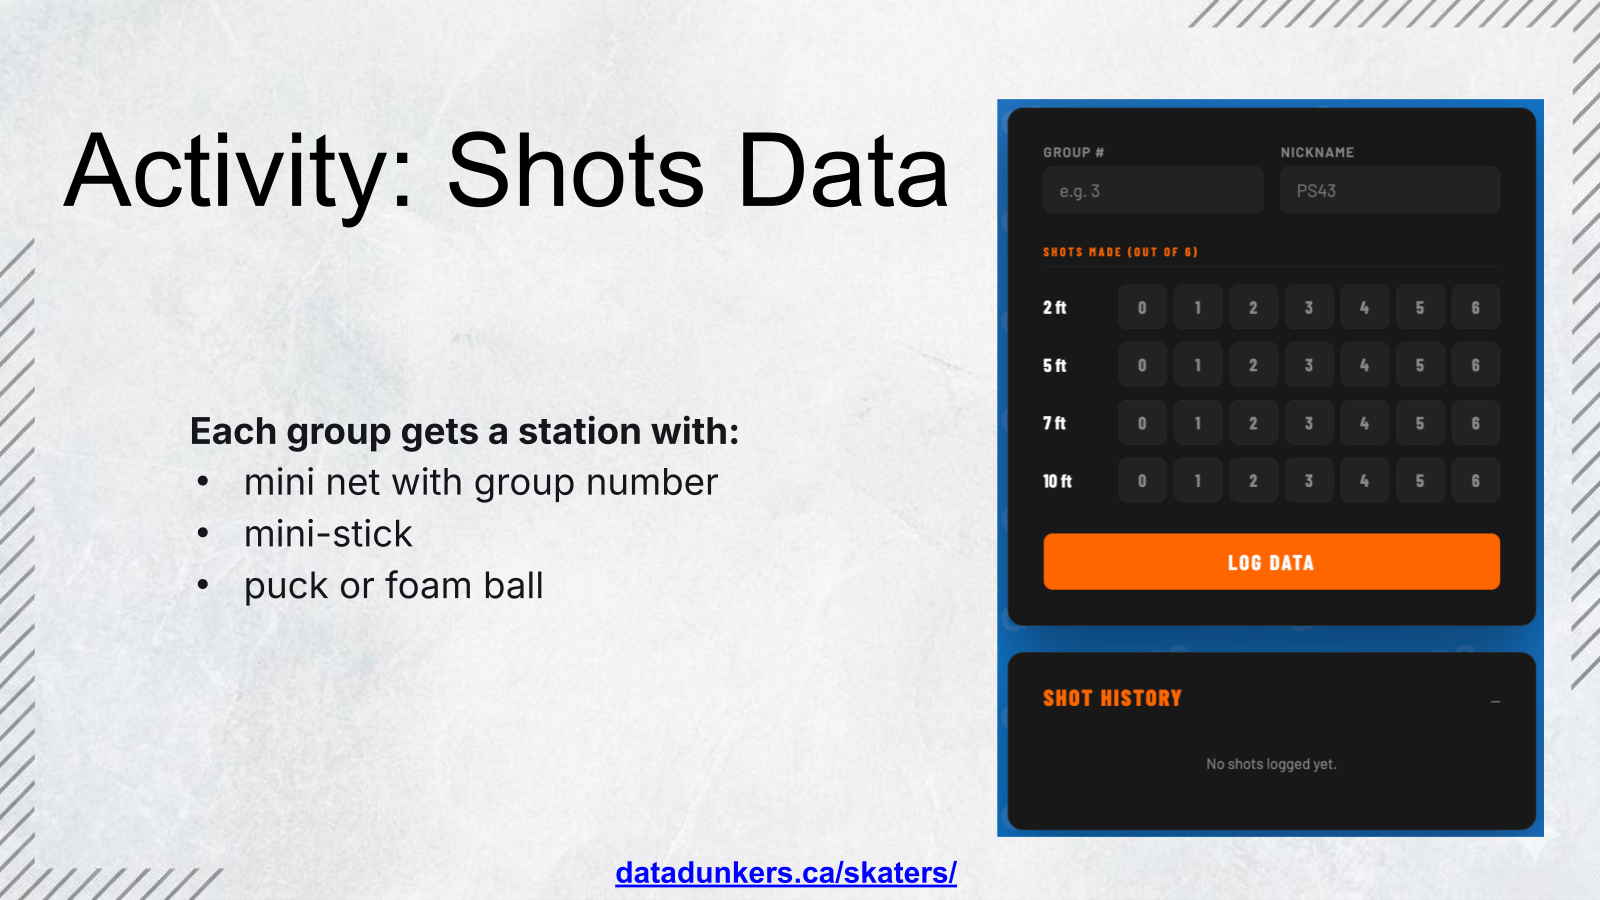 Activity: Shots Data
Each group gets a station with:
• mini net with group number
• mini-stick
• puck or foam ball
GROUP # NICKNAME
e.g. 3 PS43
SHOTS MADE (OUT OF 6)
2 ft 0 1 2 3 4 5 6
5 ft 0 1 2 3 4 5 6
7 ft 0 1 2 3 4 5 6
10 ft 0 1 2 3 4 5 6
LOG DATA
SHOT HISTORY –
No shots logged yet.
datadunkers.ca/skaters/